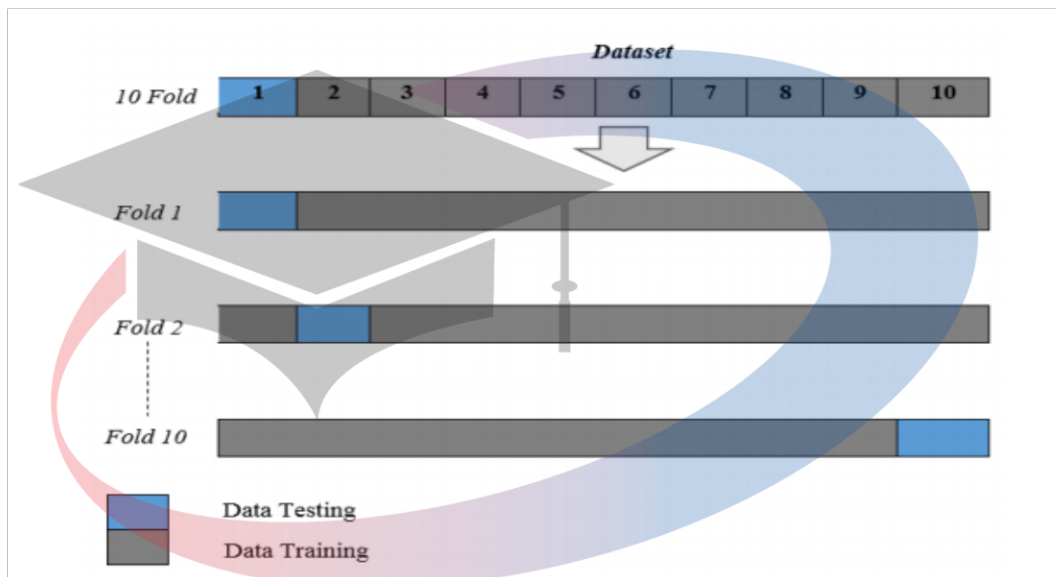 Dataset
10 Fold 1 2 3 4 5 6 7 8 9 10
Fold 1
Fold 2
Fold 10
Data Testing
Data Training